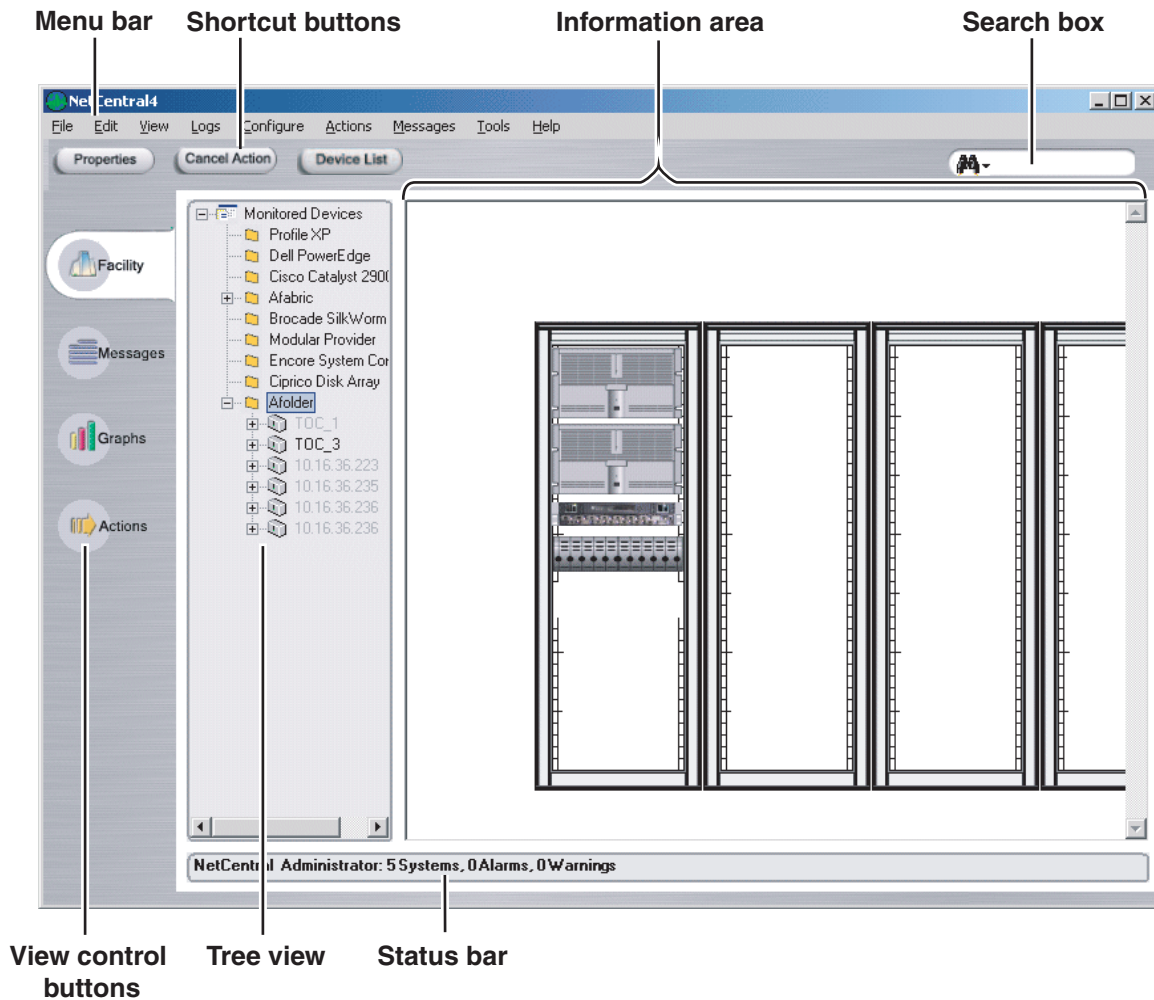 Menu bar Shortcut buttons Information area Search box
NetCentral4
File Edit View Logs Configure Actions Messages Tools Help
Properties Cancel Action Device List
Monitored Devices
Profile XP
Dell PowerEdge
Cisco Catalyst 290
Afabric
Brocade SilkWorm
Modular Provider
Encore System Cor
Ciprico Disk Array
Afolder
TOC_1
TOC_3
10.16.36.223
10.16.36.235
10.16.36.236
10.16.36.236
Facility
Messages
Graphs
Actions
NetCentral Administrator: 5 Systems, 0 Alarms, 0 Warnings
View control
buttons
Tree view
Status bar